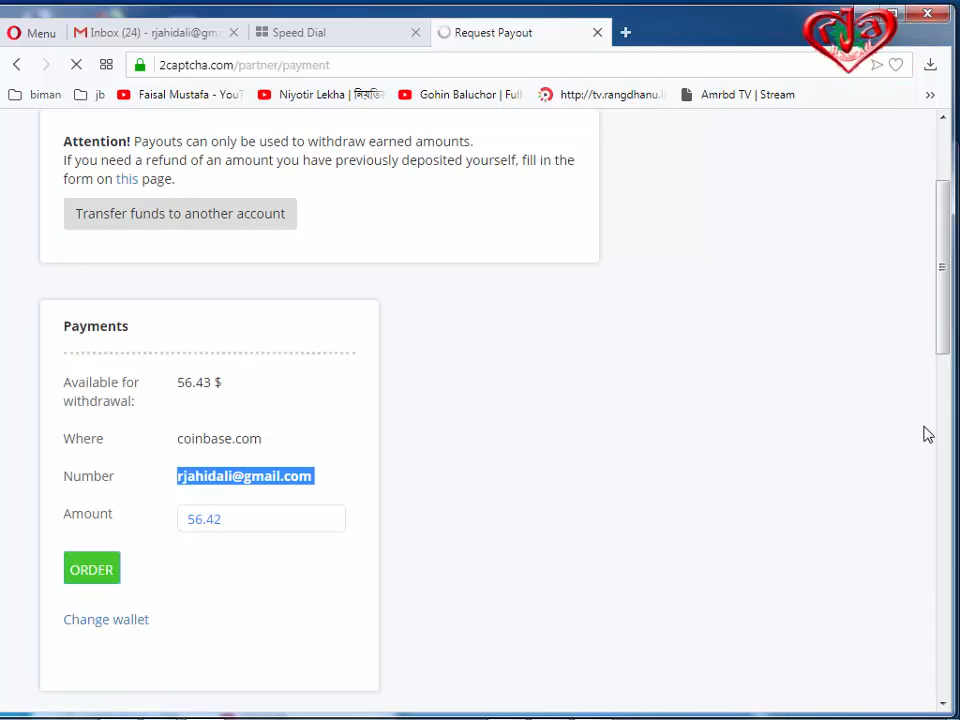 rja
Menu
Inbox (24) - rjahidali@gm
Speed Dial
Request Payout
2captcha.com/partner/payment
biman
jb
Faisal Mustafa - YouT
Niyotir Lekha |
Gohin Baluchor | Full
http://tv.rangdhanu.l
Amrbd TV | Stream
Attention! Payouts can only be used to withdraw earned amounts.
If you need a refund of an amount you have previously deposited yourself, fill in the
form on this page.
Transfer funds to another account
Payments
Available for
withdrawal:
56.43 $
Where
coinbase.com
Number
rjahidali@gmail.com
Amount
56.42
ORDER
Change wallet